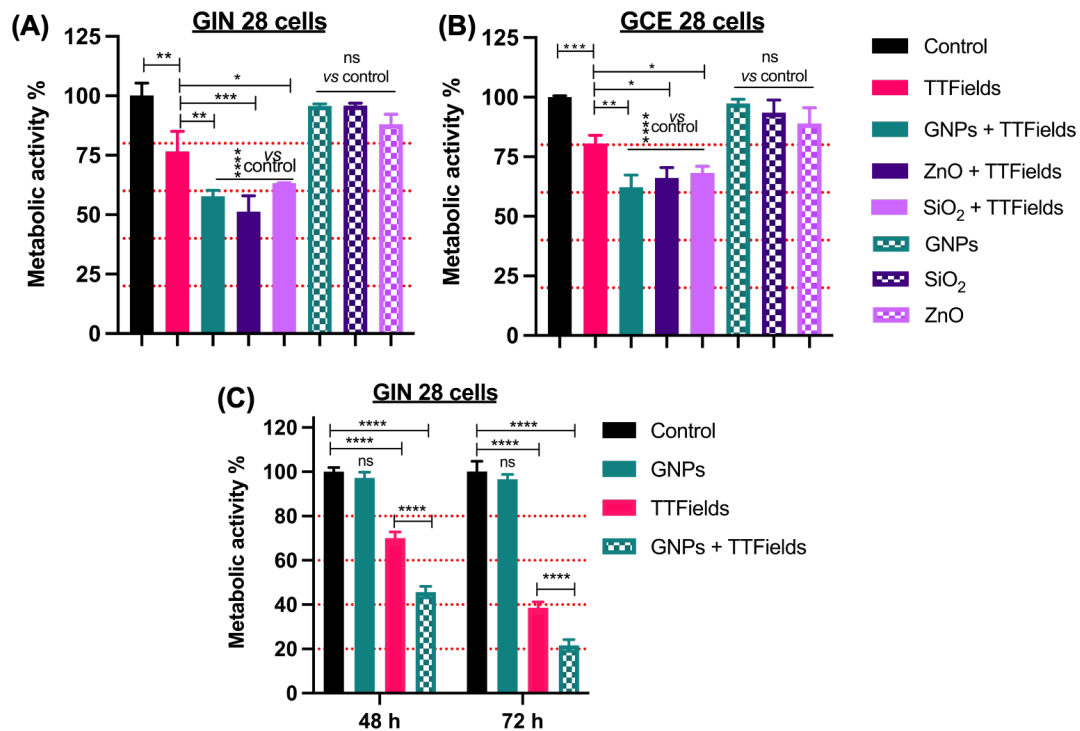 (A) GIN 28 cells
Metabolic activity %
125
100
75
50
25
0
**
*
***
**
**** vs control
ns
vs control
(B) GCE 28 cells
Metabolic activity %
125
100
75
50
25
0
***
*
*
**
**** vs control
ns
vs control
Control
TTFields
GNPs + TTFields
ZnO + TTFields
SiO₂ + TTFields
GNPs
SiO₂
ZnO
(C) GIN 28 cells
Metabolic activity %
120
100
80
60
40
20
0
****
****
ns
****
****
****
ns
****
48 h
72 h
Control
GNPs
TTFields
GNPs + TTFields